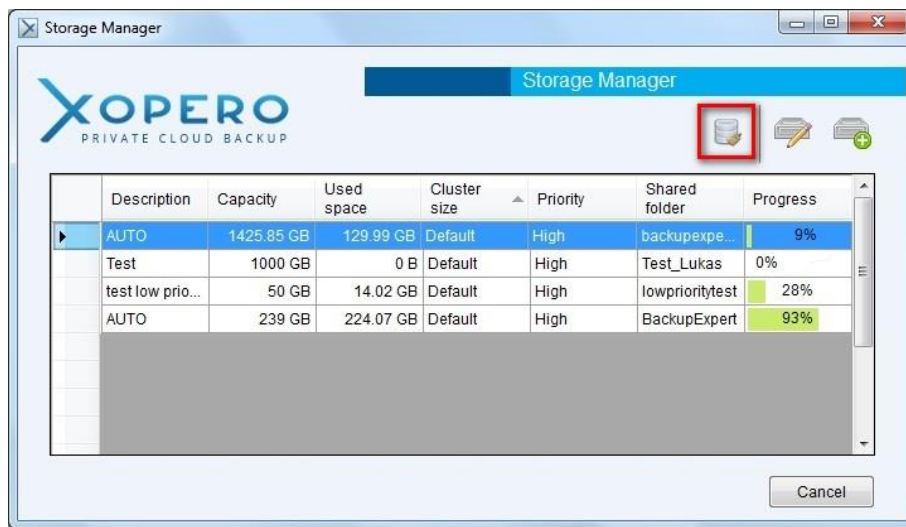 Storage Manager
Storage Manager
XOPERO
PRIVATE CLOUD BACKUP
Description Capacity Used space Cluster size Priority Shared folder Progress
AUTO 1425.85 GB 129.99 GB Default High backupexpe... 9%
Test 1000 GB 0 B Default High Test_Lukas 0%
test low prio... 50 GB 14.02 GB Default High lowprioritytest 28%
AUTO 239 GB 224.07 GB Default High BackupExpert 93%
Cancel